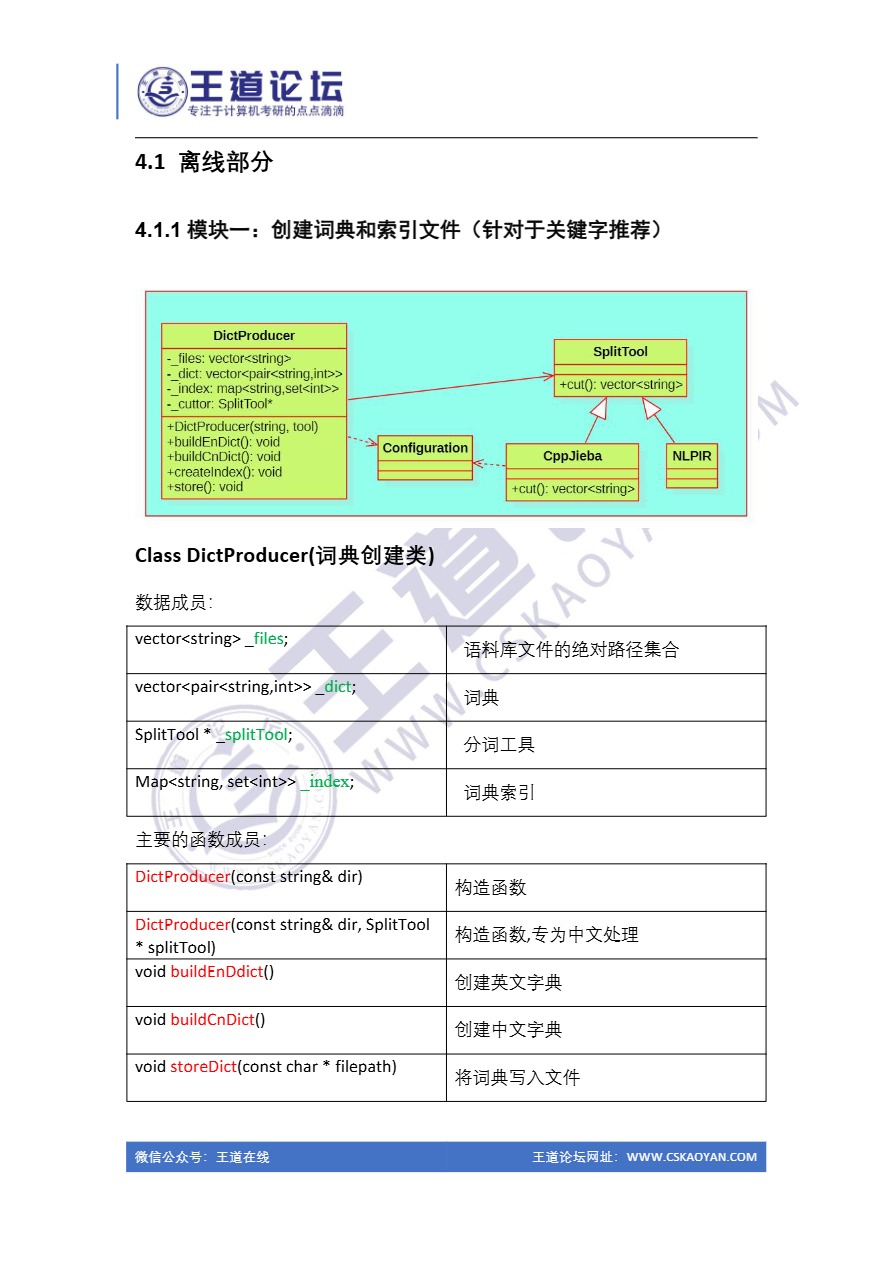 王道论坛
专注于计算机考研的点点滴滴
4.1 离线部分
4.1.1 模块一：创建词典和索引文件（针对于关键字推荐）
DictProducer
-_files: vector<string>
-_dict: vector<pair<string,int>>
-_index: map<string,set<int>>
-_cuttor: SplitTool*
+DictProducer(string, tool)
+buildEnDict(): void
+buildCnDict(): void
+createIndex(): void
+store(): void
SplitTool
+cut(): vector<string>
Configuration
CppJieba
+cut(): vector<string>
NLPIR
Class DictProducer(词典创建类)
数据成员：
vector<string> _files;
语料库文件的绝对路径集合
vector<pair<string,int>> _dict;
词典
SplitTool * _splitTool;
分词工具
Map<string, set<int>> _index;
词典索引
主要的函数成员：
DictProducer(const string& dir)
构造函数
DictProducer(const string& dir, SplitTool
* splitTool)
构造函数,专为中文处理
void buildEnDdict()
创建英文字典
void buildCnDict()
创建中文字典
void storeDict(const char * filepath)
将词典写入文件
微信公众号：王道在线
王道论坛网址：WWW.CSKAOYAN.COM